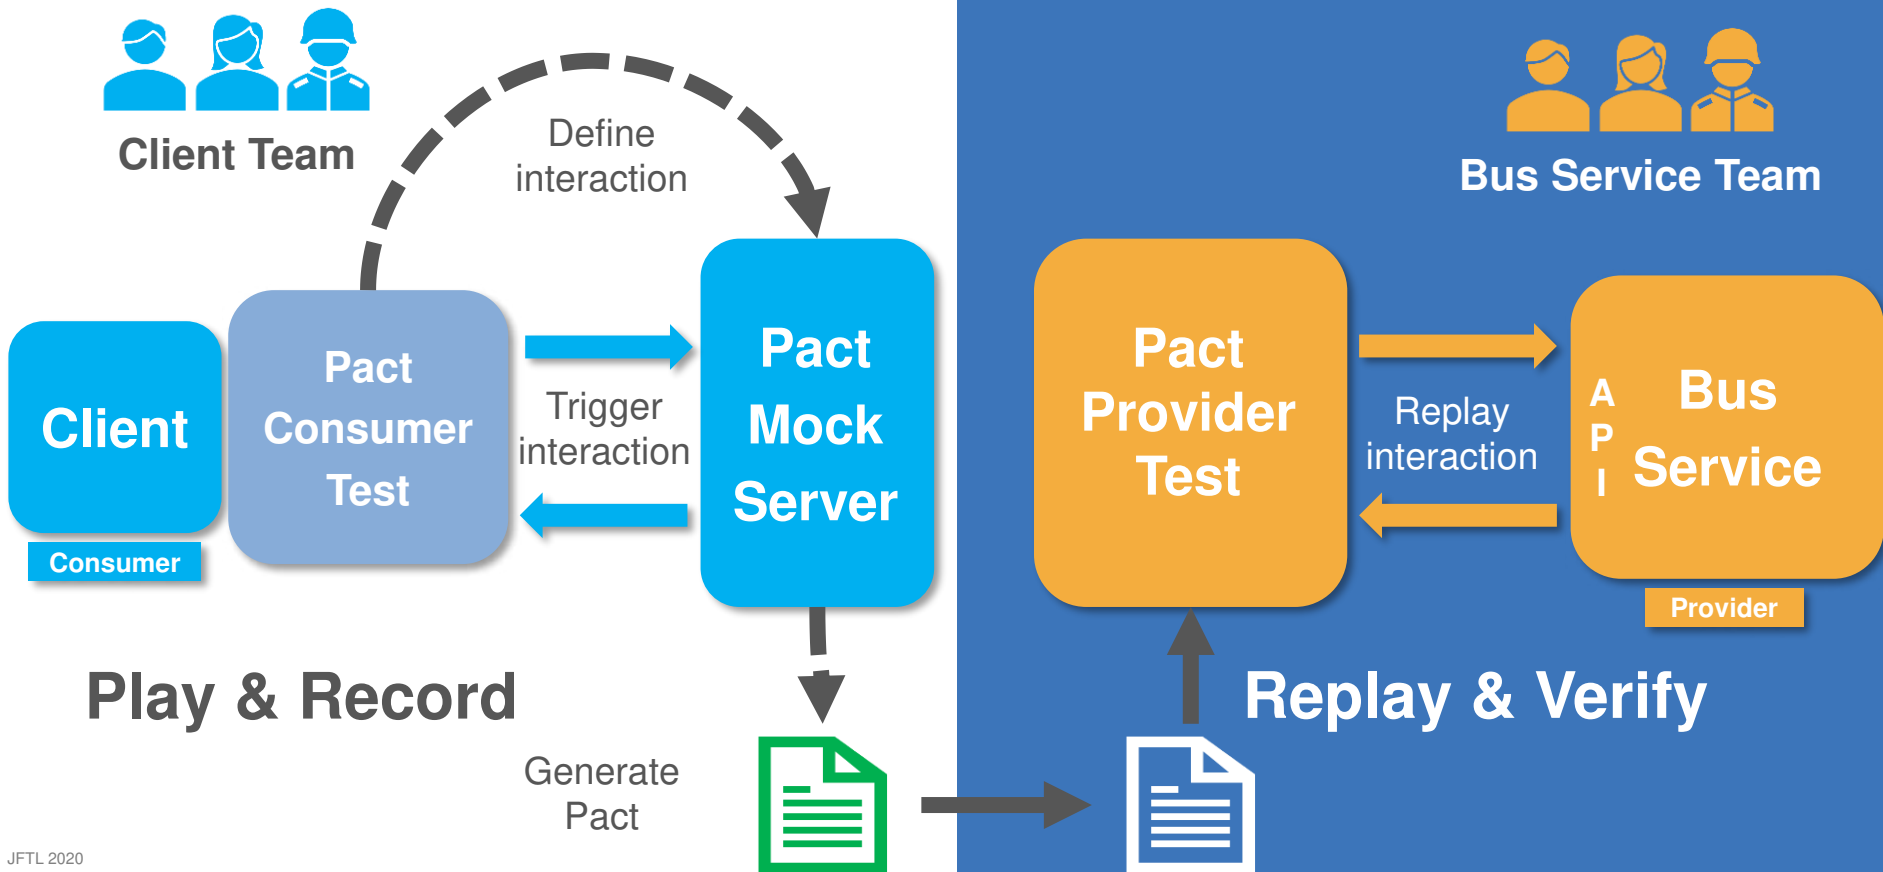 Client Team
Define
interaction
Client
Consumer
Pact
Consumer
Test
Trigger
interaction
Pact
Mock
Server
Play & Record
Generate
Pact
JFTL 2020
Bus Service Team
Pact
Provider
Test
Replay
interaction
A
P
I
Bus
Service
Provider
Replay & Verify